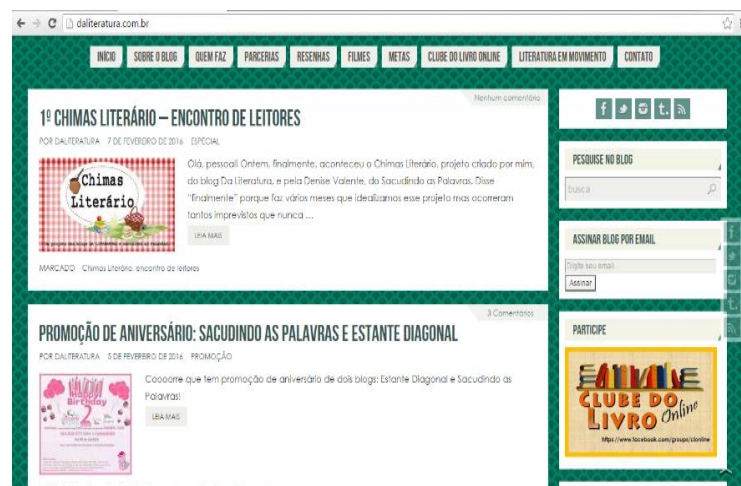 daliteratura.com.br
INÍCIO SOBRE O BLOG QUEM FAZ PARCERIAS RESENHAS FILMES METAS CLUBE DO LIVRO ONLINE LITERATURA EM MOVIMENTO CONTATO
Nenhum comentário
1º CHIMAS LITERÁRIO – ENCONTRO DE LEITORES
POR DALITERATURA 7 DE FEVEREIRO DE 2016 ESPECIAL
Chimas
Literário
Olá, pessoal! Ontem, finalmente, aconteceu o Chimas Literário, projeto criado por mim,
do blog Da Literatura, e pela Denise Valente, do Sacudindo as Palavras. Disse
"finalmente" porque faz vários meses que idealizamos esse projeto mas ocorreram
tantos imprevistos que nunca ...
LEIA MAIS
MARCADO Chimas Literário, encontro de leitores
3 Comentários
PROMOÇÃO DE ANIVERSÁRIO: SACUDINDO AS PALAVRAS E ESTANTE DIAGONAL
POR DALITERATURA 5 DE FEVEREIRO DE 2016 PROMOÇÃO
Happy
Birthday
2
Coooorre que tem promoção de aniversário de dois blogs: Estante Diagonal e Sacudindo as
Palavras!
LEIA MAIS
PESQUISE NO BLOG
busca
ASSINAR BLOG POR EMAIL
Digite seu email
Assinar
PARTICIPE
CLUBE DO
LIVRO Online
https://www.facebook.com/groups/clonline